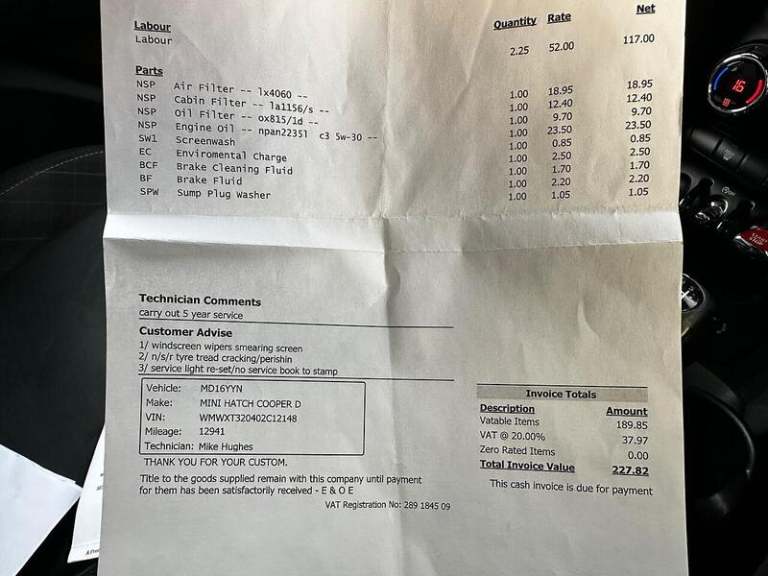 Labour Quantity Rate Net
Labour 2.25 52.00 117.00
Parts
NSP Air Filter -- lx4060 -- 1.00 18.95 18.95
NSP Cabin Filter -- la1156/s -- 1.00 12.40 12.40
NSP Oil Filter -- ox815/1d -- 1.00 9.70 9.70
NSP Engine Oil -- npan22351 c3 5w-30 -- 1.00 23.50 23.50
SW1 Screenwash 1.00 0.85 0.85
EC Enviromental Charge 1.00 2.50 2.50
BCF Brake Cleaning Fluid 1.00 1.70 1.70
BF Brake Fluid 1.00 2.20 2.20
SPW Sump Plug Washer 1.00 1.05 1.05
Technician Comments
carry out 5 year service
Customer Advise
1/ windscreen wipers smearing screen
2/ n/s/r tyre tread cracking/perishin
3/ service light re-set/no service book to stamp
Vehicle: MD16YYN
Make: MINI HATCH COOPER D
VIN: WMWXT320402C12148
Mileage: 12941
Technician: Mike Hughes
THANK YOU FOR YOUR CUSTOM.
Title to the goods supplied remain with this company until payment
for them has been satisfactorily received - E & O E
VAT Registration No: 289 1845 09
Invoice Totals
Description Amount
Vatable Items 189.85
VAT @ 20.00% 37.97
Zero Rated Items 0.00
Total Invoice Value 227.82
This cash invoice is due for payment
16